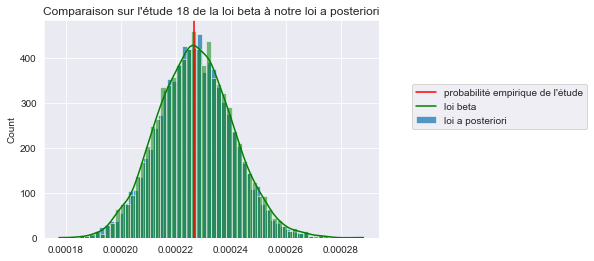 Comparaison sur l'étude 18 de la loi beta à notre loi a posteriori
400
300
200
100
0
Count
0.00018
0.00020
0.00022
0.00024
0.00026
0.00028
probabilité empirique de l'étude
loi beta
loi a posteriori